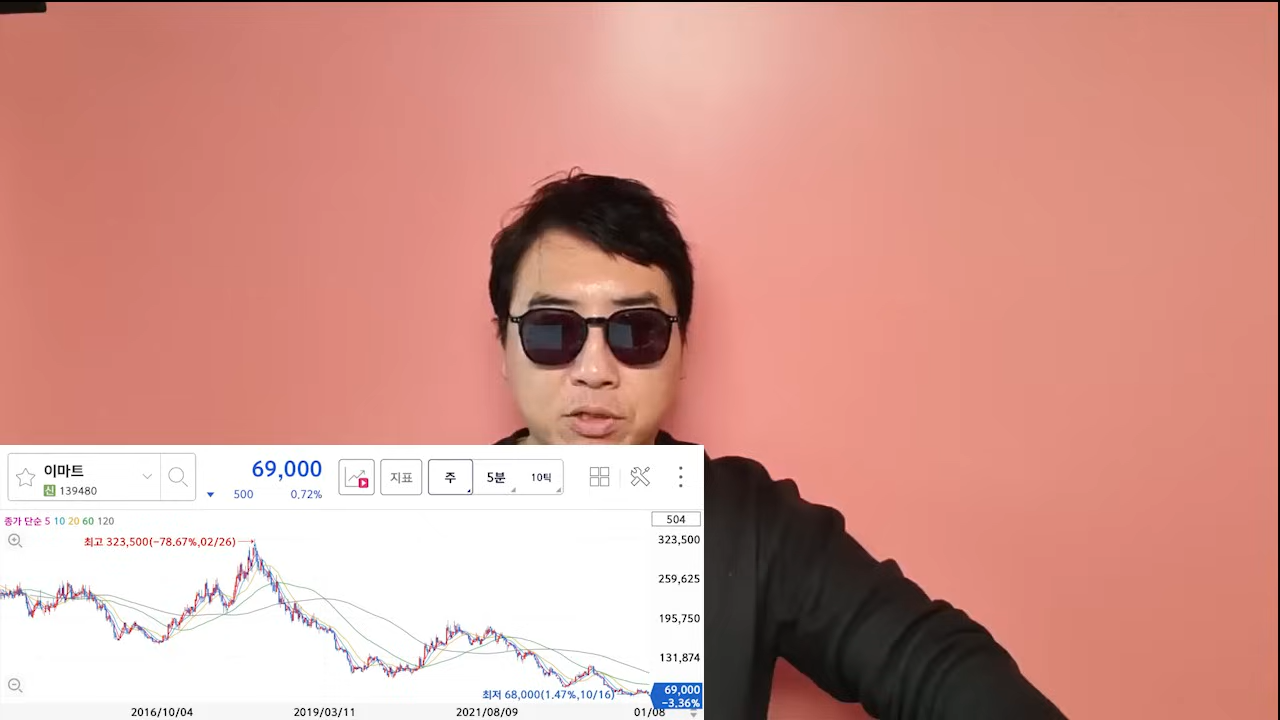 이마트
신 139480
69,000
500 0.72%
지표
주
5분
10틱
종가 단순 5 10 20 60 120
504
최고 323,500(−78.67%,02/26)
323,500
259,625
195,750
131,874
최저 68,000(1.47%,10/16)
69,000
−3.36%
2016/10/04 2019/03/11 2021/08/09 01/08